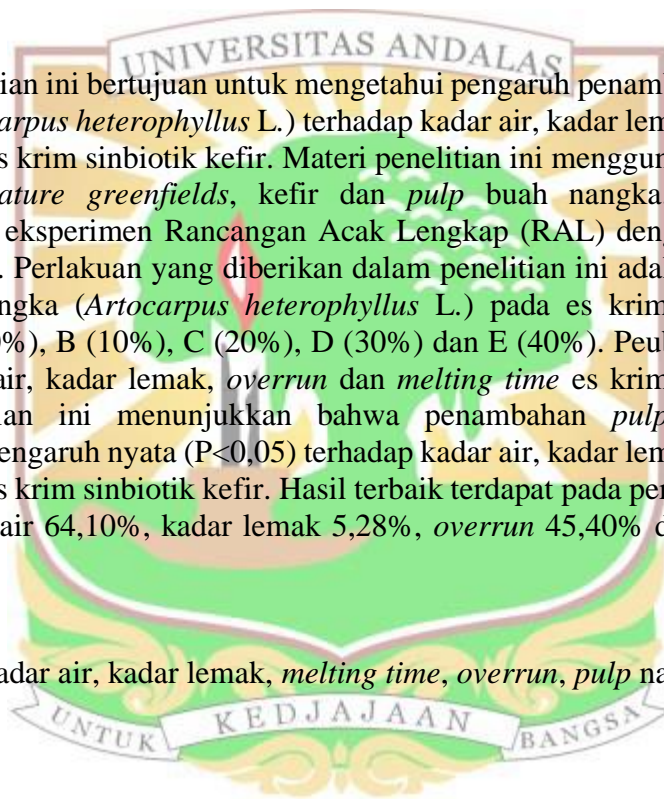 UNIVERSITAS ANDALAS
ian ini bertujuan untuk mengetahui pengaruh penamb
arpus heterophyllus L.) terhadap kadar air, kadar lem
s krim sinbiotik kefir. Materi penelitian ini menggun
ature greenfields, kefir dan pulp buah nangka
eksperimen Rancangan Acak Lengkap (RAL) den
. Perlakuan yang diberikan dalam penelitian ini adal
ngka (Artocarpus heterophyllus L.) pada es krim
%), B (10%), C (20%), D (30%) dan E (40%). Peub
air, kadar lemak, overrun dan melting time es krim
ian ini menunjukkan bahwa penambahan pulp
engaruh nyata (P<0,05) terhadap kadar air, kadar lem
s krim sinbiotik kefir. Hasil terbaik terdapat pada per
air 64,10%, kadar lemak 5,28%, overrun 45,40% d
adar air, kadar lemak, melting time, overrun, pulp na
UNTUK KEDJAJAAN BANGSA